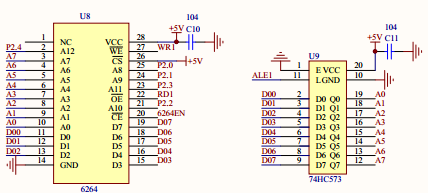 U8
104
+5V C10
1 NC VCC 28
P2.4 2 A12 WE 27 WR1
A7 3 A7 CS 26 +5V
A6 4 A6 A8 25 P2.0
A5 5 A5 A9 24 P2.1
A4 6 A4 A11 23 P2.3
A3 7 A3 OE 22 RD1
A2 8 A2 A10 21 P2.2
A1 9 A1 CE 20 6264EN
A0 10 A0 D7 19 D07
D00 11 D0 D6 18 D06
D01 12 D1 D5 17 D05
D02 13 D2 D4 16 D04
14 GND D3 15 D03
6264
104
+5V C11
U9
1 E VCC 20
ALE1 11 LGND 10
D00 2 D0 Q0 19 A0
D01 3 D1 Q1 18 A1
D02 4 D2 Q2 17 A2
D03 5 D3 Q3 16 A3
D04 6 D4 Q4 15 A4
D05 7 D5 Q5 14 A5
D06 8 D6 Q6 13 A6
D07 9 D7 Q7 12 A7
74HC573